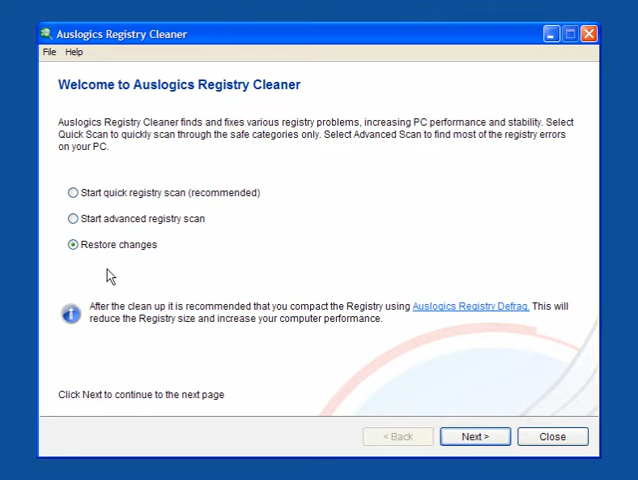 Auslogics Registry Cleaner
File Help
Welcome to Auslogics Registry Cleaner
Auslogics Registry Cleaner finds and fixes various registry problems, increasing PC performance and stability. Select
Quick Scan to quickly scan through the safe categories only. Select Advanced Scan to find most of the registry errors
on your PC.
Start quick registry scan (recommended)
Start advanced registry scan
Restore changes
After the clean up it is recommended that you compact the Registry using Auslogics Registry Defrag. This will
reduce the Registry size and increase your computer performance.
Click Next to continue to the next page
< Back Next > Close